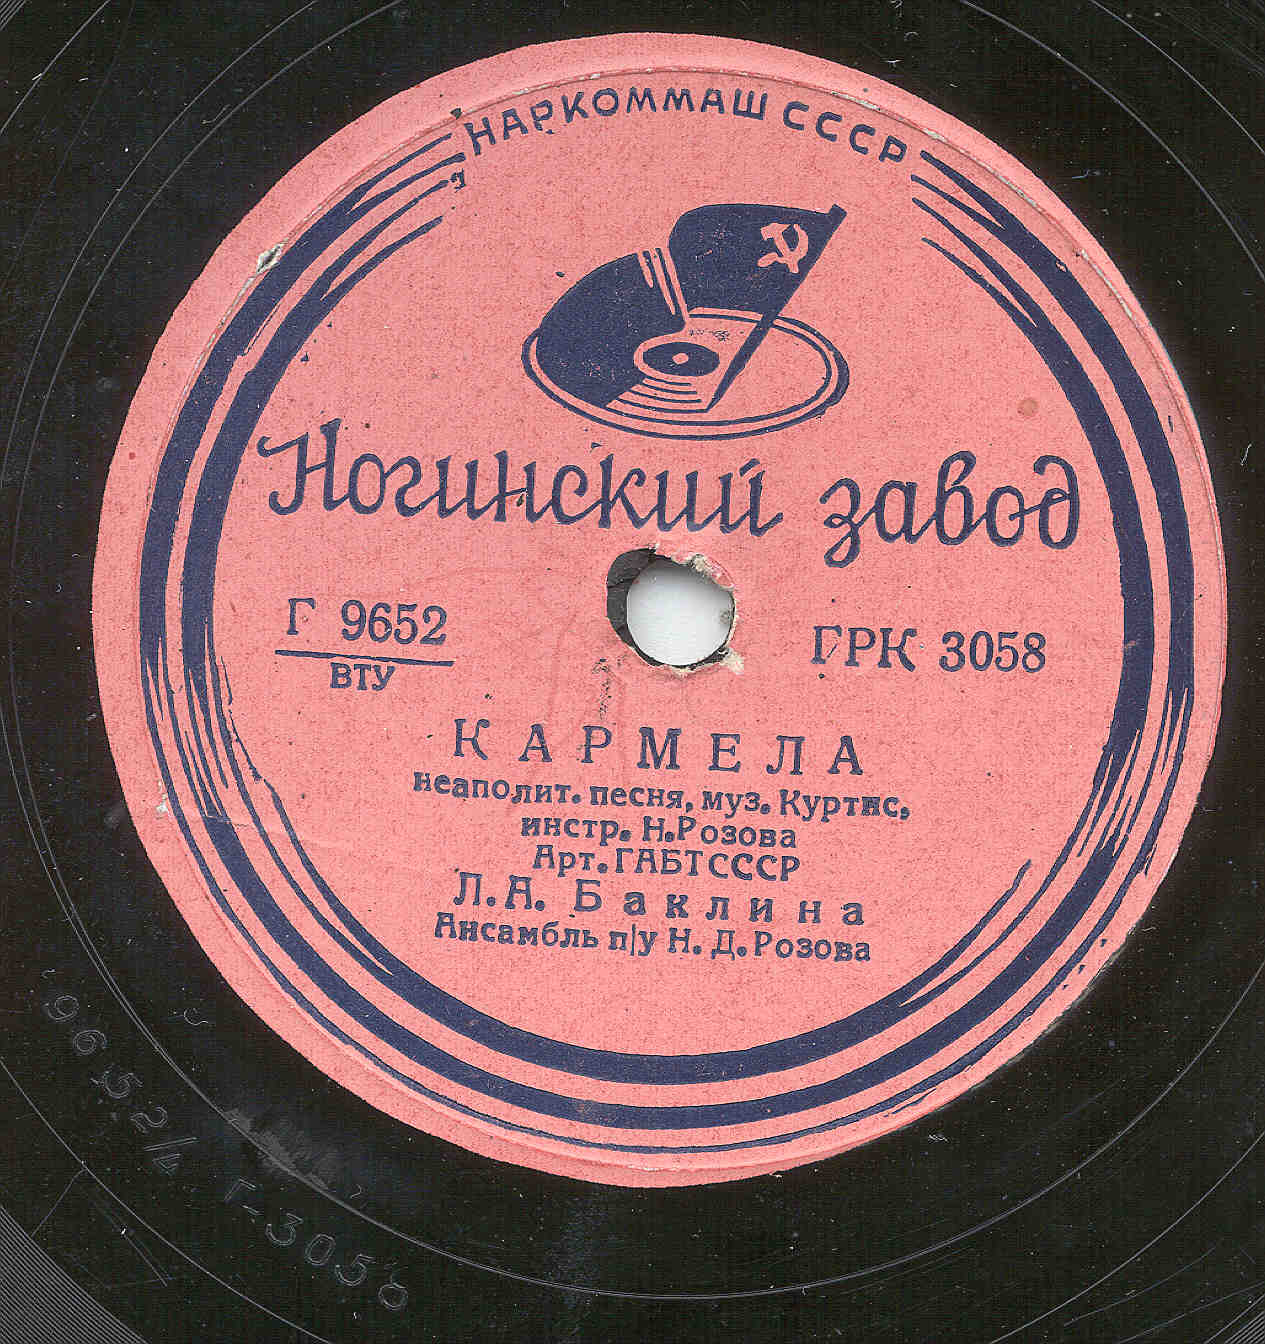 НАРКОММАШ СССР
Ногинский завод
Г 9652
ВТУ
ГРК 3058
КАРМЕЛА
неаполит. песня, муз. Куртис,
инстр. Н.Розова
Арт. ГАБТСССР
Л.А. Баклина
Ансамбль п/у Н. Д. Розова
9652/4 Г-3058